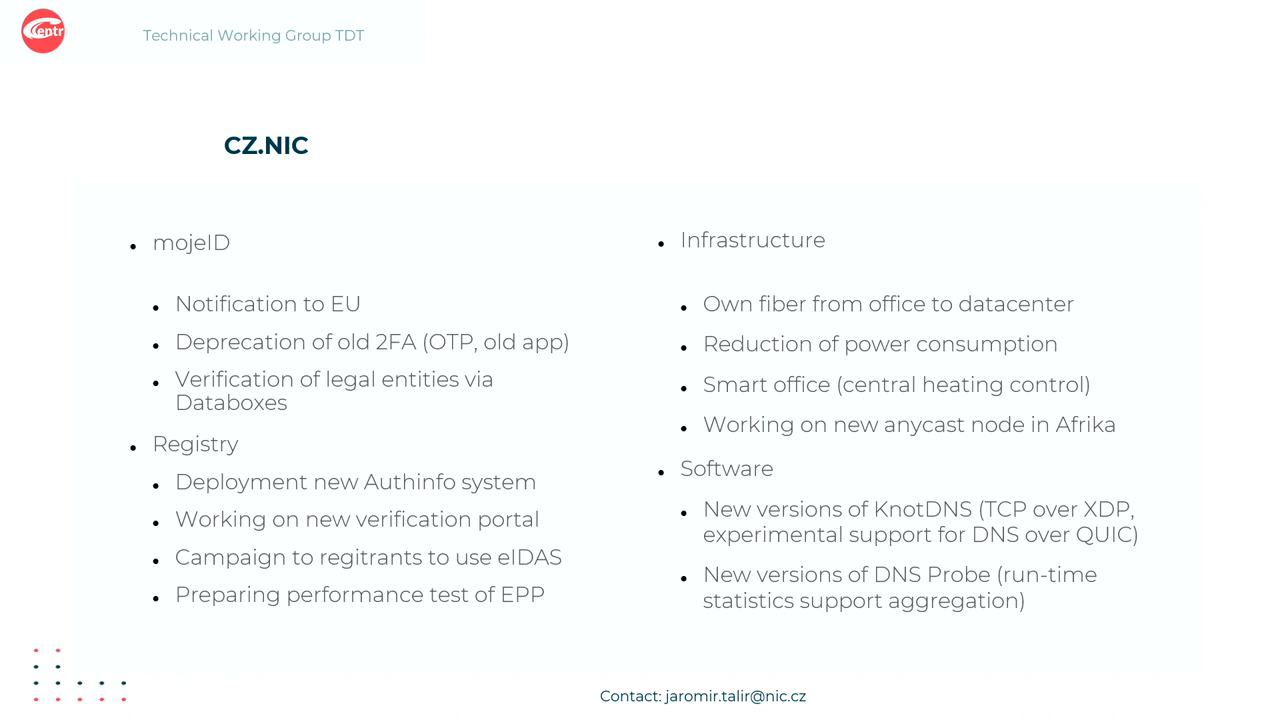 Centr
Technical Working Group TDT
CZ.NIC
• mojeID
• Notification to EU
• Deprecation of old 2FA (OTP, old app)
• Verification of legal entities via
Databoxes
• Registry
• Deployment new Authinfo system
• Working on new verification portal
• Campaign to regitrants to use eIDAS
• Preparing performance test of EPP
• Infrastructure
• Own fiber from office to datacenter
• Reduction of power consumption
• Smart office (central heating control)
• Working on new anycast node in Afrika
• Software
• New versions of KnotDNS (TCP over XDP,
experimental support for DNS over QUIC)
• New versions of DNS Probe (run-time
statistics support aggregation)
Contact: jaromir.talir@nic.cz